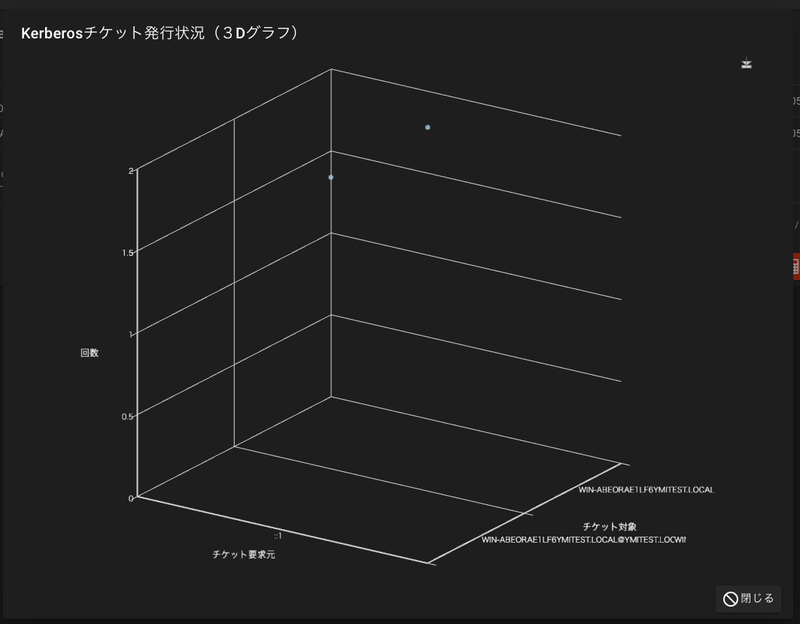 Kerberosチケット発行状況（３Dグラフ）
2
1.5
1
回数
0.5
0
WIN-ABEORAE1LF6YMITEST.LOCAL
チケット対象
::1
WIN-ABEORAE1LF6YMITEST.LOCAL@YMITEST.LOCWIN
チケット要求元
閉じる